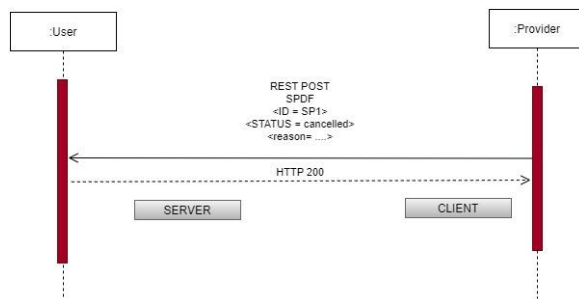 :User
:Provider
REST POST
SPDF
<ID = SP1>
<STATUS = cancelled>
<reason= ....>
HTTP 200
SERVER
CLIENT